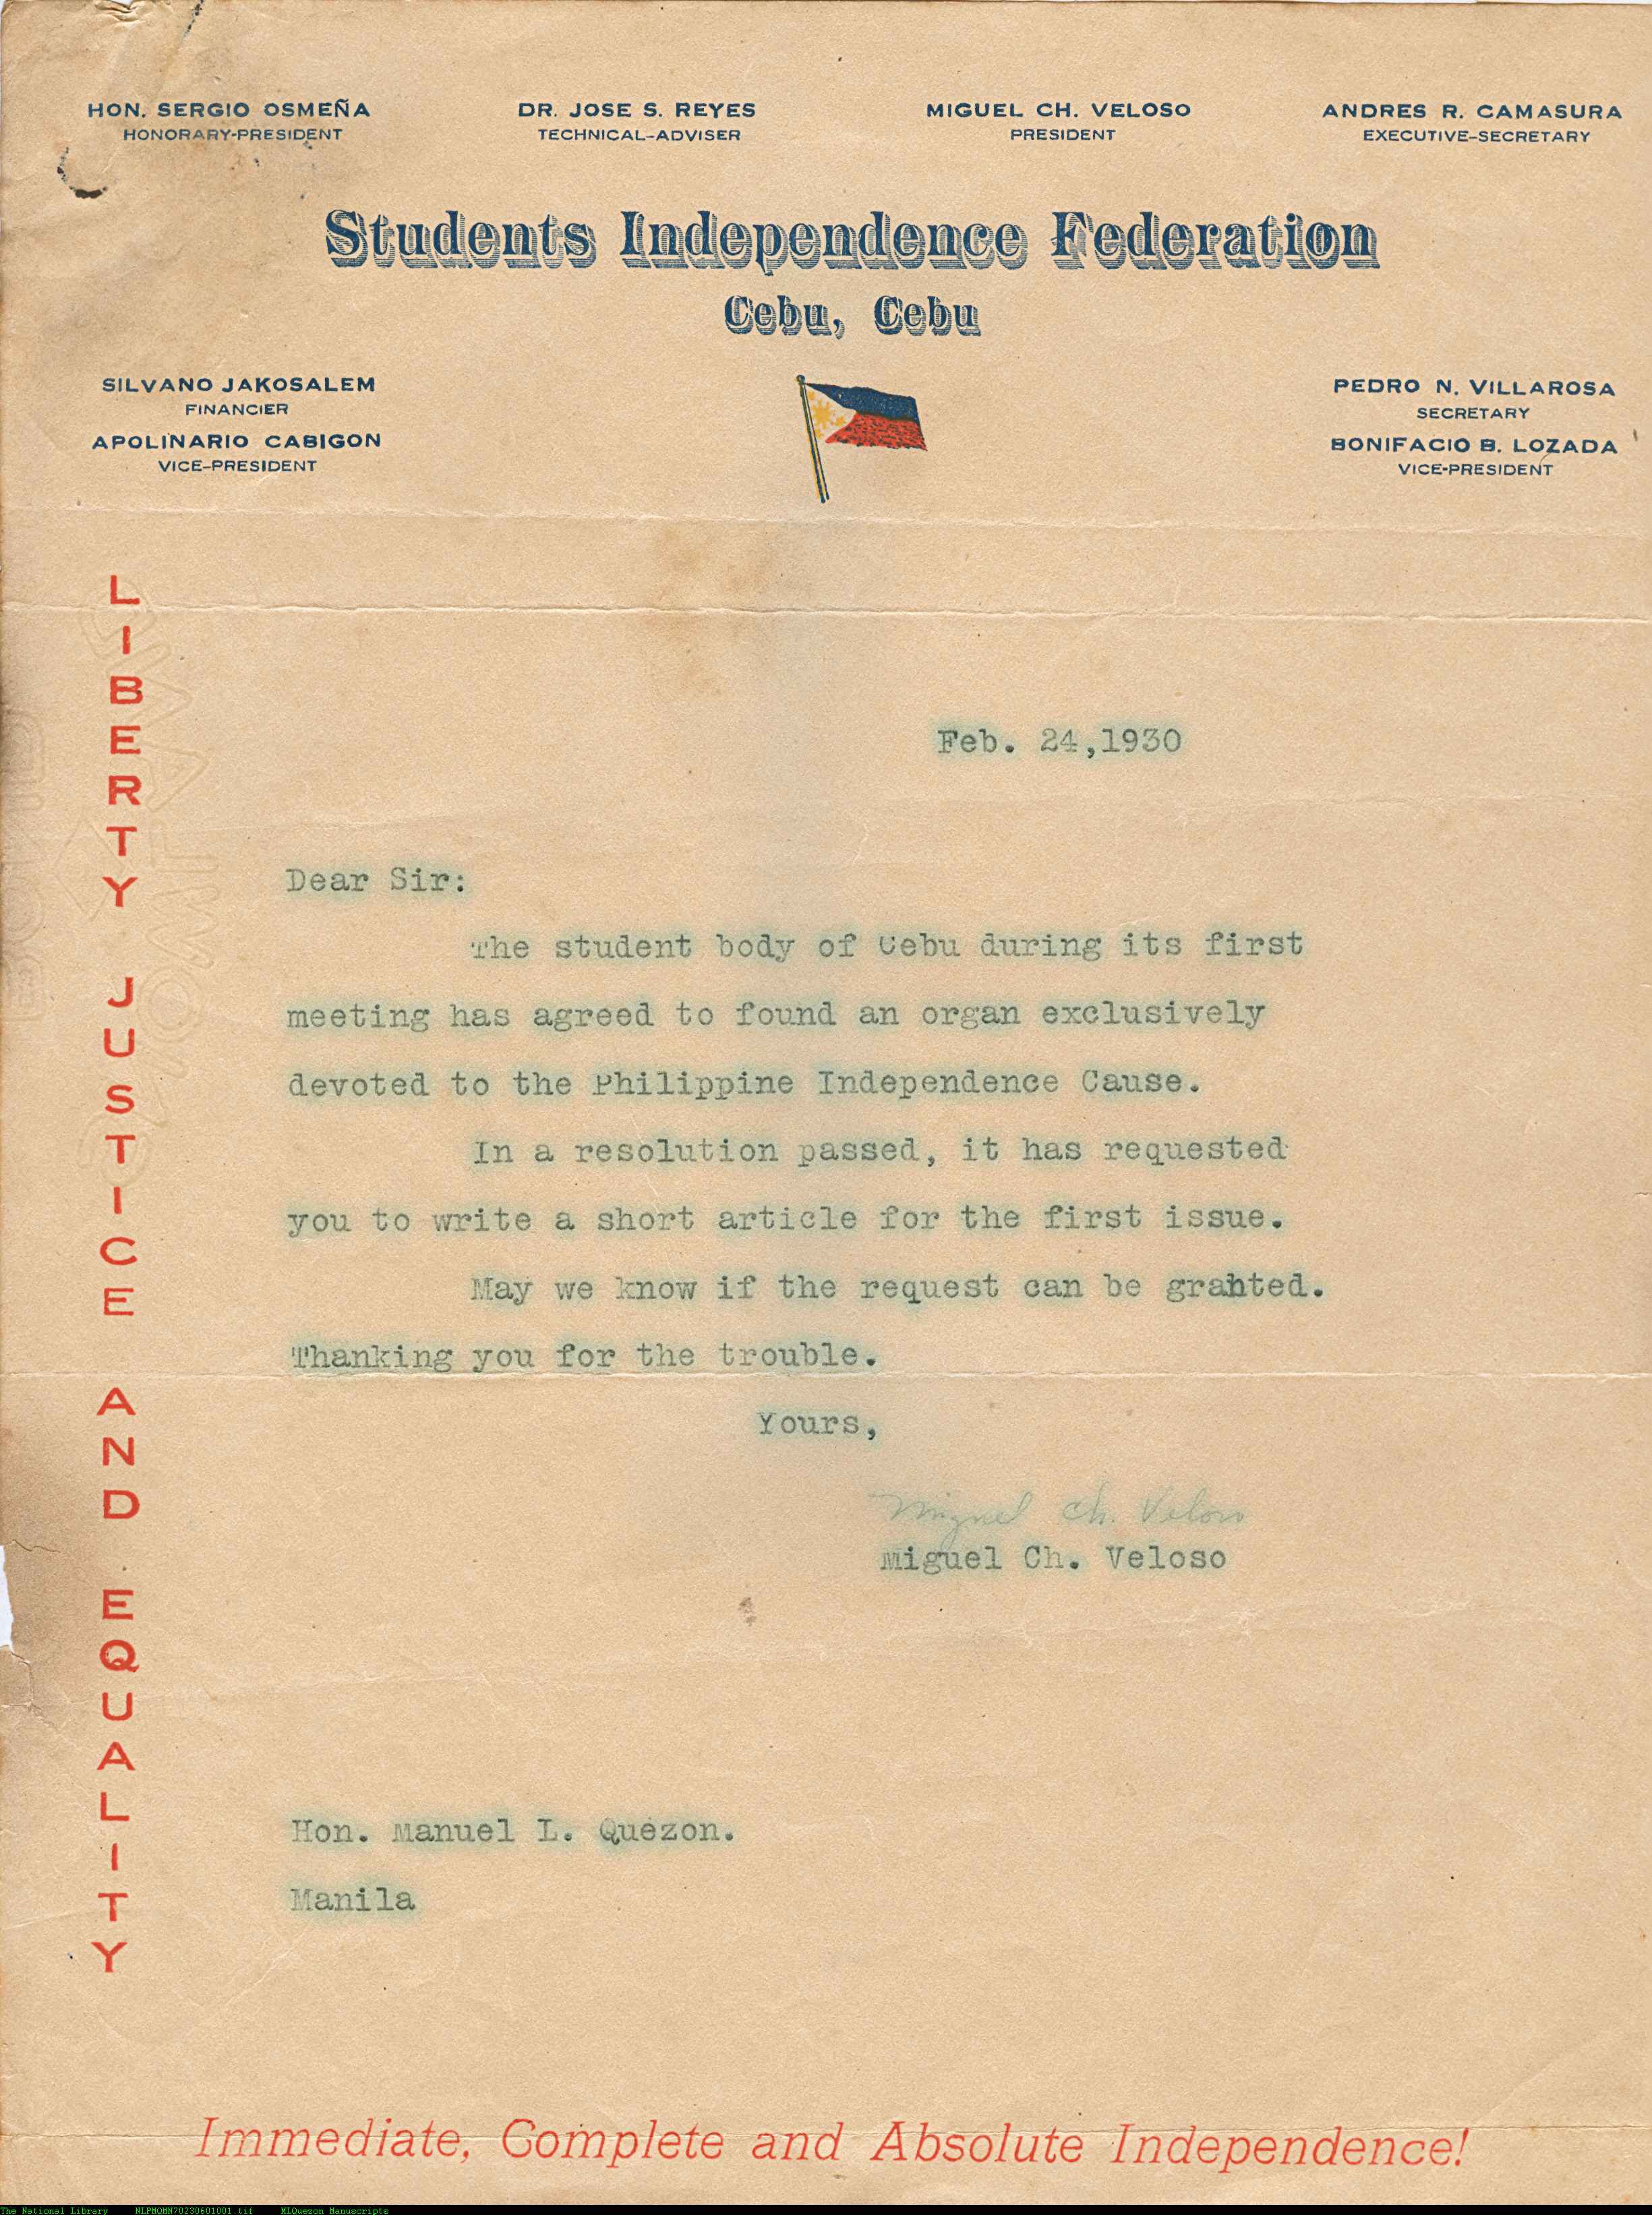 HON. SERGIO OSMEÑA
HONORARY-PRESIDENT
DR. JOSE S. REYES
TECHNICAL-ADVISER
MIGUEL CH. VELOSO
PRESIDENT
ANDRES R. CAMASURA
EXECUTIVE-SECRETARY
Students Independence Federation
Cebu, Cebu
SILVANO JAKOSALEM
FINANCIER
APOLINARIO CABIGON
VICE-PRESIDENT
PEDRO N. VILLAROSA
SECRETARY
BONIFACIO B. LOZADA
VICE-PRESIDENT
LIBERTY JUSTICE AND EQUALITY
Feb. 24,1930
Dear Sir:
The student body of Cebu during its first
meeting has agreed to found an organ exclusively
devoted to the Philippine Independence Cause.
In a resolution passed, it has requested
you to write a short article for the first issue.
May we know if the request can be granted.
Thanking you for the trouble.
Yours,
Miguel Ch. Veloso
Miguel Ch. Veloso
Hon. Manuel L. Quezon.
Manila
Immediate, Complete and Absolute Independence!
The National Library NLPMQMN70230601001.tif MLQuezon Manuscripts